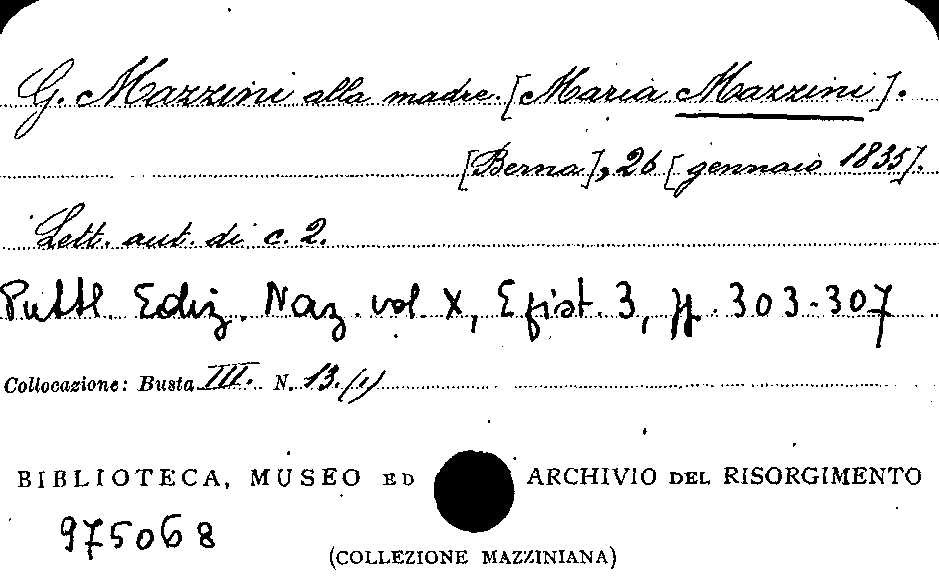 G. Mazzini alla madre. [Maria Mazzini].
[Berna], 26 [gennaio 1835].
Lett. aut. di c. 2.
Pubbl. Ediz. Naz. vol. X, Epist. 3, pp. 303-307
Collocazione: Busta III. N. 13.(1)
BIBLIOTECA, MUSEO ED ARCHIVIO DEL RISORGIMENTO
975068
(COLLEZIONE MAZZINIANA)